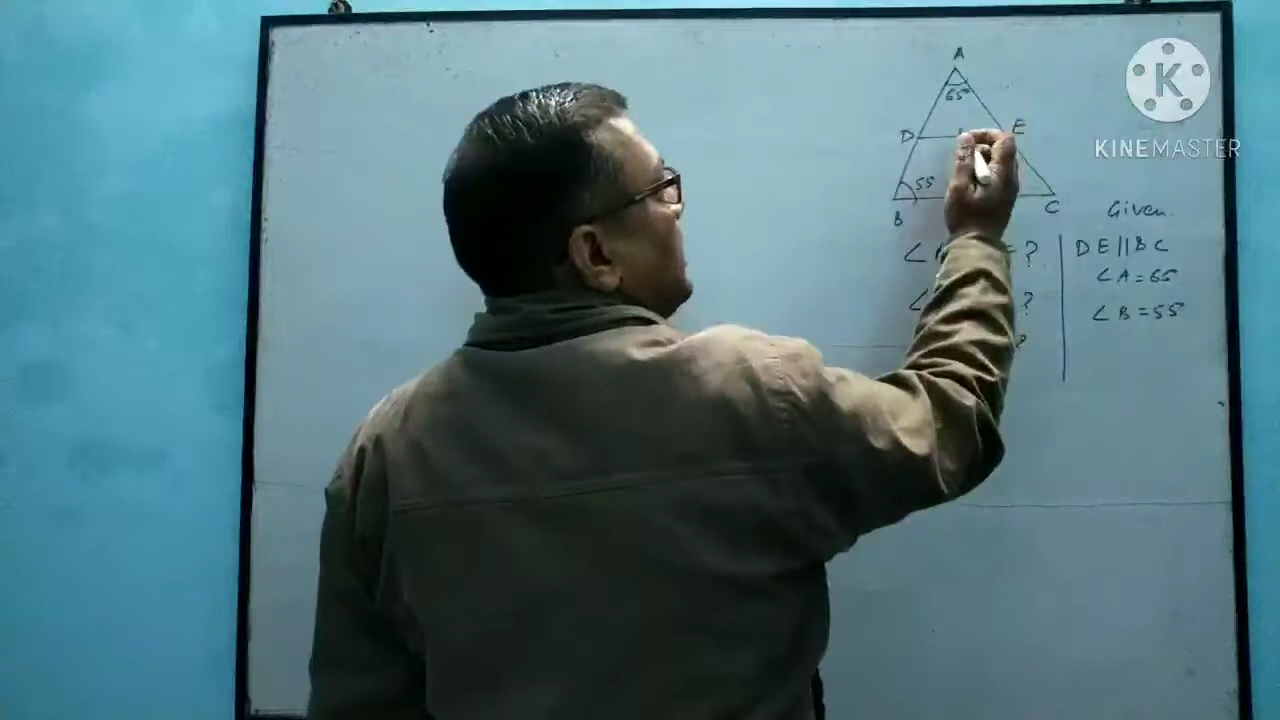 A
65°
D
E
55
B
C
Given.
∠ = ?
DE||BC
∠A=65
∠ ?
∠B=55
?
K
KINEMASTER